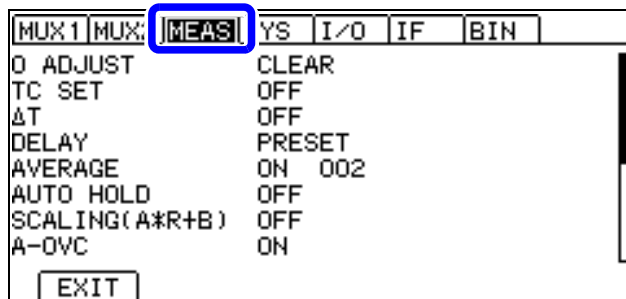 MUX1 MUX MEAS YS I/O IF BIN
0 ADJUST CLEAR
TC SET OFF
ΔT OFF
DELAY PRESET
AVERAGE ON 002
AUTO HOLD OFF
SCALING(A*R+B) OFF
A-OVC ON
EXIT